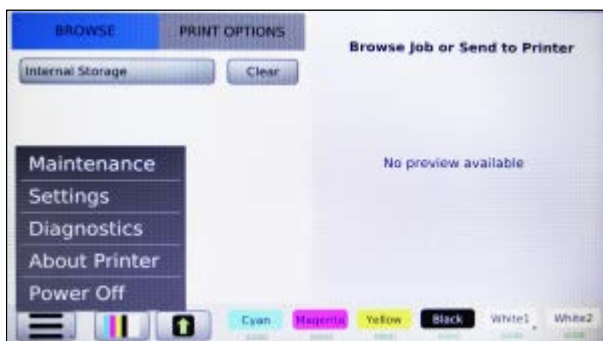 BROWSE
PRINT OPTIONS
Browse Job or Send to Printer
Internal Storage
Clear
No preview available
Maintenance
Settings
Diagnostics
About Printer
Power Off
Cyan
Magenta
Yellow
Black
White1
White2